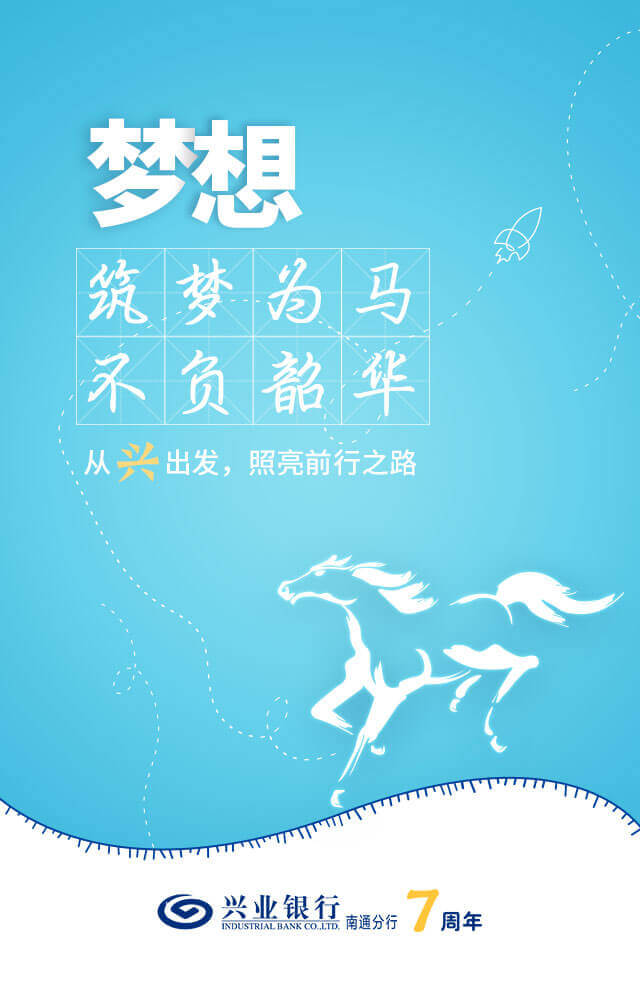 梦想
筑梦为马
不负韶华
从兴出发，照亮前行之路
兴业银行 南通分行 7周年
INDUSTRIAL BANK CO.,LTD.